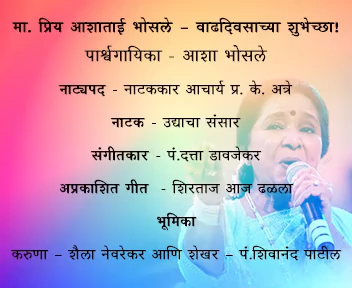 मा. प्रिय आशाताई भोसले – वाढदिवसाच्या शुभेच्छा!
पार्श्वगायिका - आशा भोसले
नाट्यपद - नाटककार आचार्य प्र. के. अत्रे
नाटक - उद्याचा संसार
संगीतकार - पं.दत्ता डावजेकर
अप्रकाशित गीत - शिरताज आज ढळला
भूमिका
करुणा – शैला नेवरेकर आणि शेखर – पं.शिवानंद पाटील